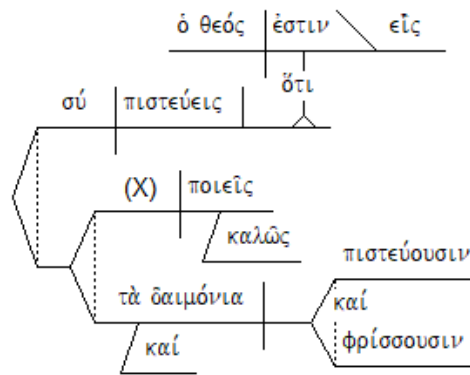 ὁ θεός ἐστιν εἷς
ὅτι
σύ πιστεύεις
(X) ποιεῖς
καλῶς
πιστεύουσιν
τὰ δαιμόνια καί
καί φρίσσουσιν